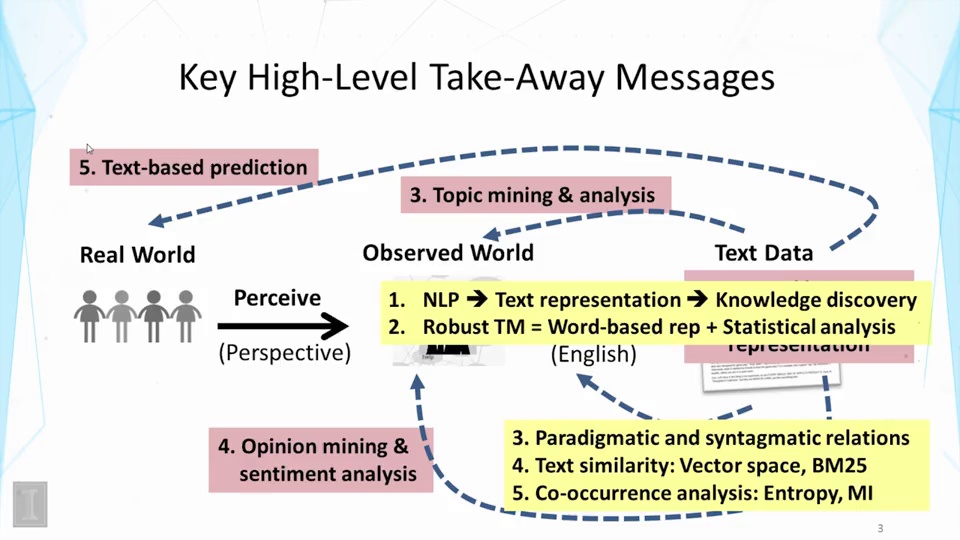 Key High-Level Take-Away Messages
5. Text-based prediction
3. Topic mining & analysis
Real World
Observed World
Text Data
Perceive
(Perspective)
1. NLP ➔ Text representation ➔ Knowledge discovery
2. Robust TM = Word-based rep + Statistical analysis
representation
(English)
4. Opinion mining &
sentiment analysis
3. Paradigmatic and syntagmatic relations
4. Text similarity: Vector space, BM25
5. Co-occurrence analysis: Entropy, MI
3